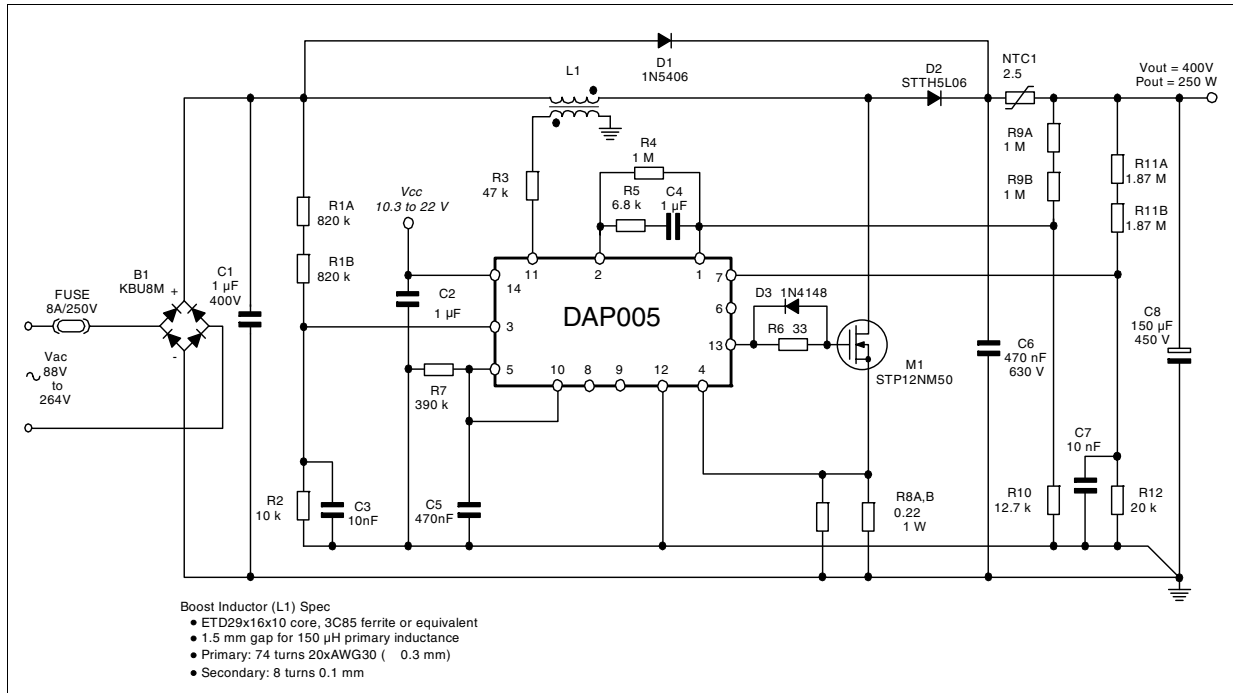 D1
1N5406
L1
D2
STTH5L06
NTC1
2.5
Vout = 400V
Pout = 250 W
R4
1 M
R9A
1 M
R11A
1.87 M
R3
47 k
R5
6.8 k
C4
1 µF
R9B
1 M
R11B
1.87 M
Vcc
10.3 to 22 V
R1A
820 k
R1B
820 k
B1
KBU8M
+
-
C1
1 µF
400V
FUSE
8A/250V
Vac
88V
to
264V
11
2
1
14
7
C2
1 µF
DAP005
6
D3 1N4148
3
13
R6 33
C8
150 µF
450 V
M1
STP12NM50
C6
470 nF
630 V
5
10
8
9
12
4
R7
390 k
C7
10 nF
R2
10 k
C3
10nF
C5
470nF
R8A,B
0.22
1 W
R10
12.7 k
R12
20 k
Boost Inductor (L1) Spec
● ETD29x16x10 core, 3C85 ferrite or equivalent
● 1.5 mm gap for 150 µH primary inductance
● Primary: 74 turns 20xAWG30 ( 0.3 mm)
● Secondary: 8 turns 0.1 mm